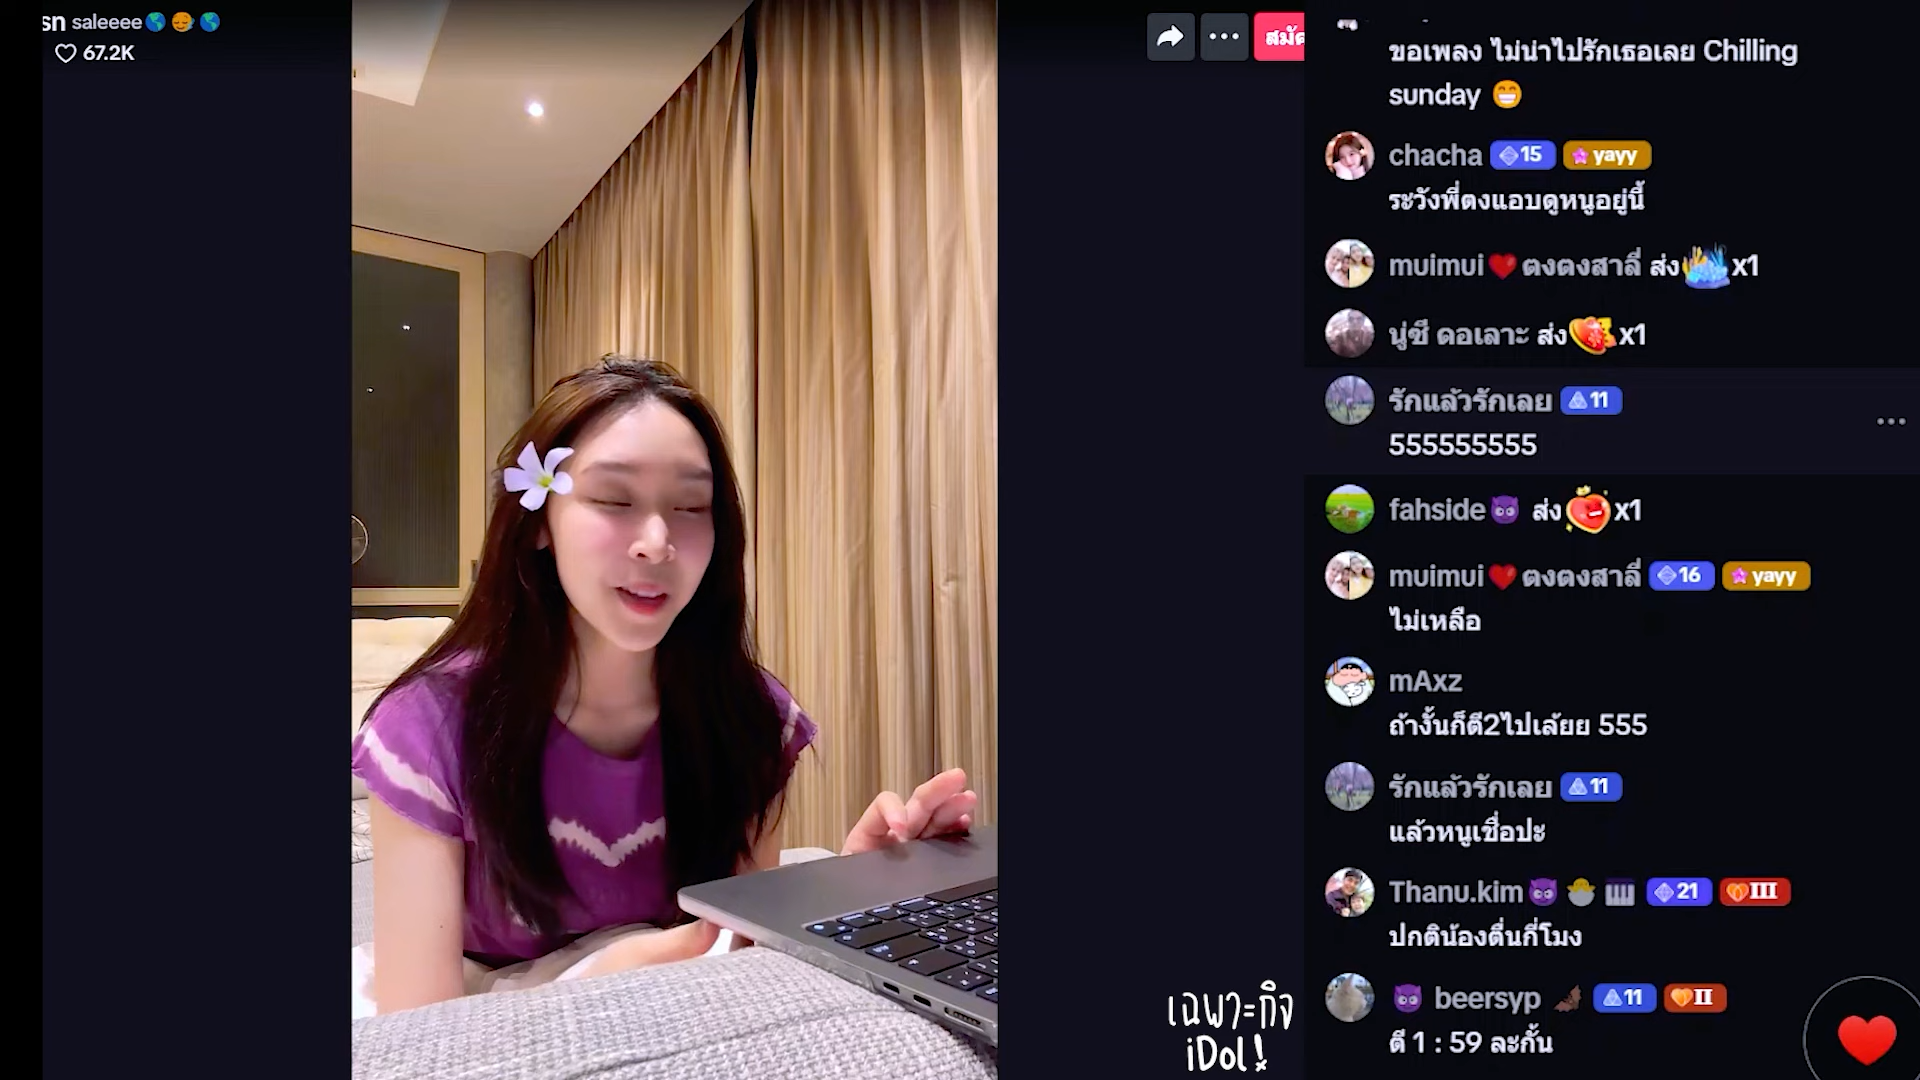 sn saleeee
67.2K
สมัค
ขอเพลง ไม่น่าไปรักเธอเลย Chilling
sunday
chacha 15 yayy
ระวังพี่ตงแอบดูหนูอยู่นี้
muimui ตงตงสาลี่ ส่ง x1
นู่ซี ดอเลาะ ส่ง x1
รักแล้วรักเลย 11
555555555
fahside ส่ง x1
muimui ตงตงสาลี่ 16 yayy
ไม่เหลือ
mAxz
ถ้างั้นก็ตี2ไปเลัยย 555
รักแล้วรักเลย 11
แล้วหนูเชื่อปะ
Thanu.kim 21 III
ปกติน้องตื่นกี่โมง
beersyp 11 II
ตี 1 : 59 ละกั้น
เฉพาะกิจ
iDol!